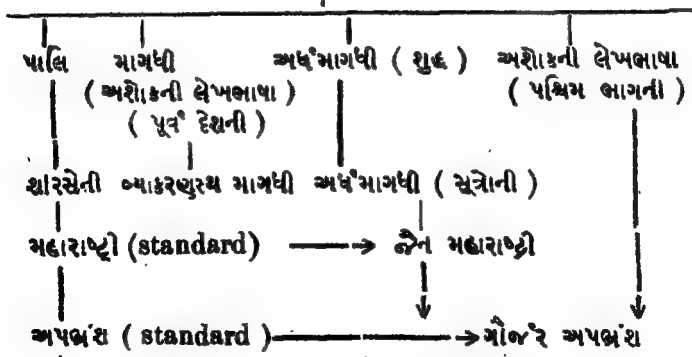 પાલિ માગધી અર્ધમાગધી ( શુદ્ધ ) અશોકની લેખભાષા
( અશોકની લેખભાષા ) ( પશ્ચિમ ભાગની )
( પૂર્વ દેશની )
શૌરસેની વ્યાકરણસ્થ માગધી અર્ધમાગધી ( સૂત્રોની )
મહારાષ્ટ્રી (standard) જૈન મહારાષ્ટ્રી
અપભ્રંશ ( standard ) ગૌર્જર અપભ્રંશ